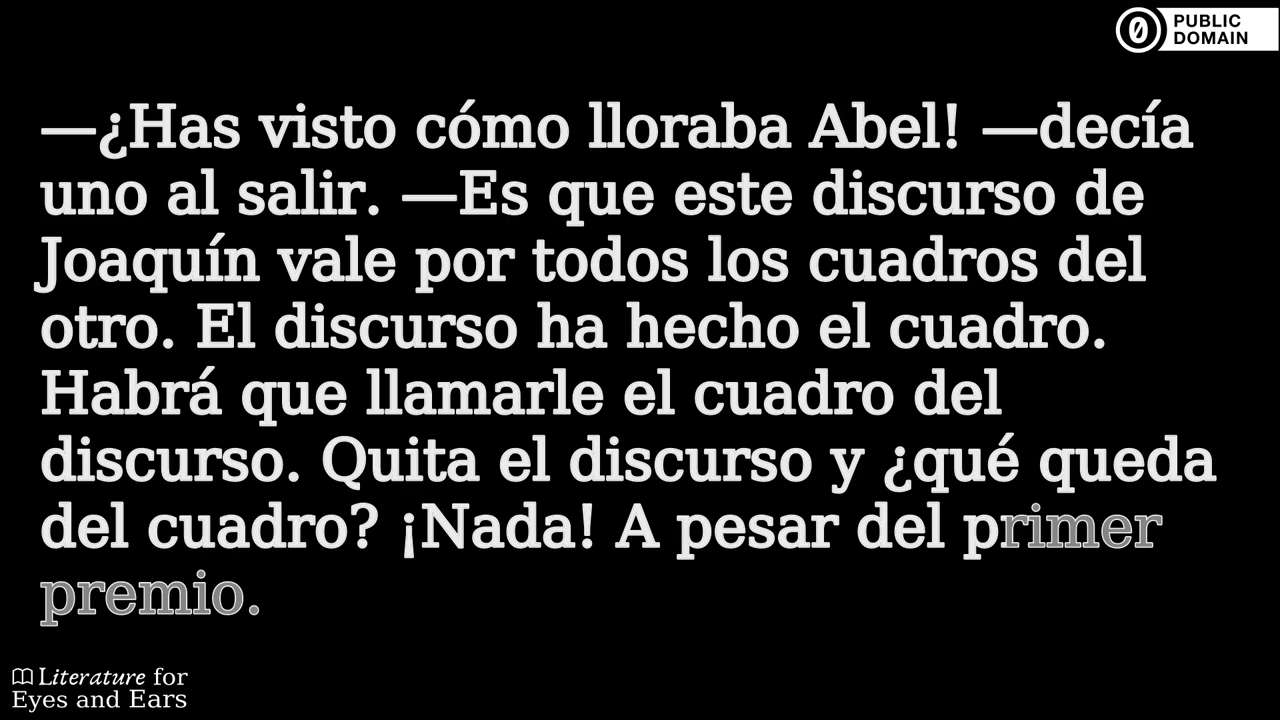 PUBLIC
DOMAIN
—¿Has visto cómo lloraba Abel! —decía
uno al salir. —Es que este discurso de
Joaquín vale por todos los cuadros del
otro. El discurso ha hecho el cuadro.
Habrá que llamarle el cuadro del
discurso. Quita el discurso y ¿qué queda
del cuadro? ¡Nada! A pesar del primer
premio.
Literature for
Eyes and Ears